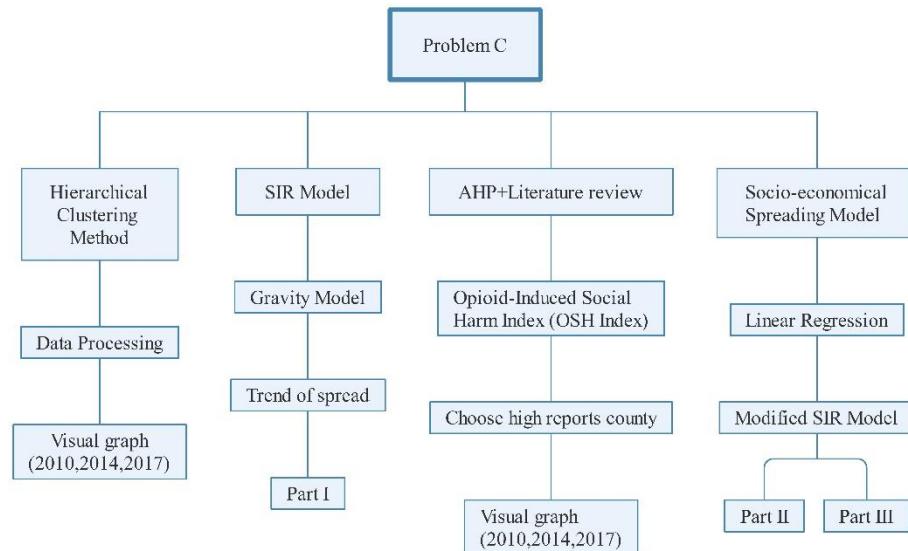 Problem C
Hierarchical
Clustering
Method
SIR Model
AHP+Literature review
Socio-economical
Spreading Model
Data Processing
Gravity Model
Opioid-Induced Social
Harm Index (OSH Index)
Linear Regression
Visual graph
(2010,2014,2017)
Trend of spread
Choose high reports county
Modified SIR Model
Part I
Visual graph
(2010,2014,2017)
Part II
Part III